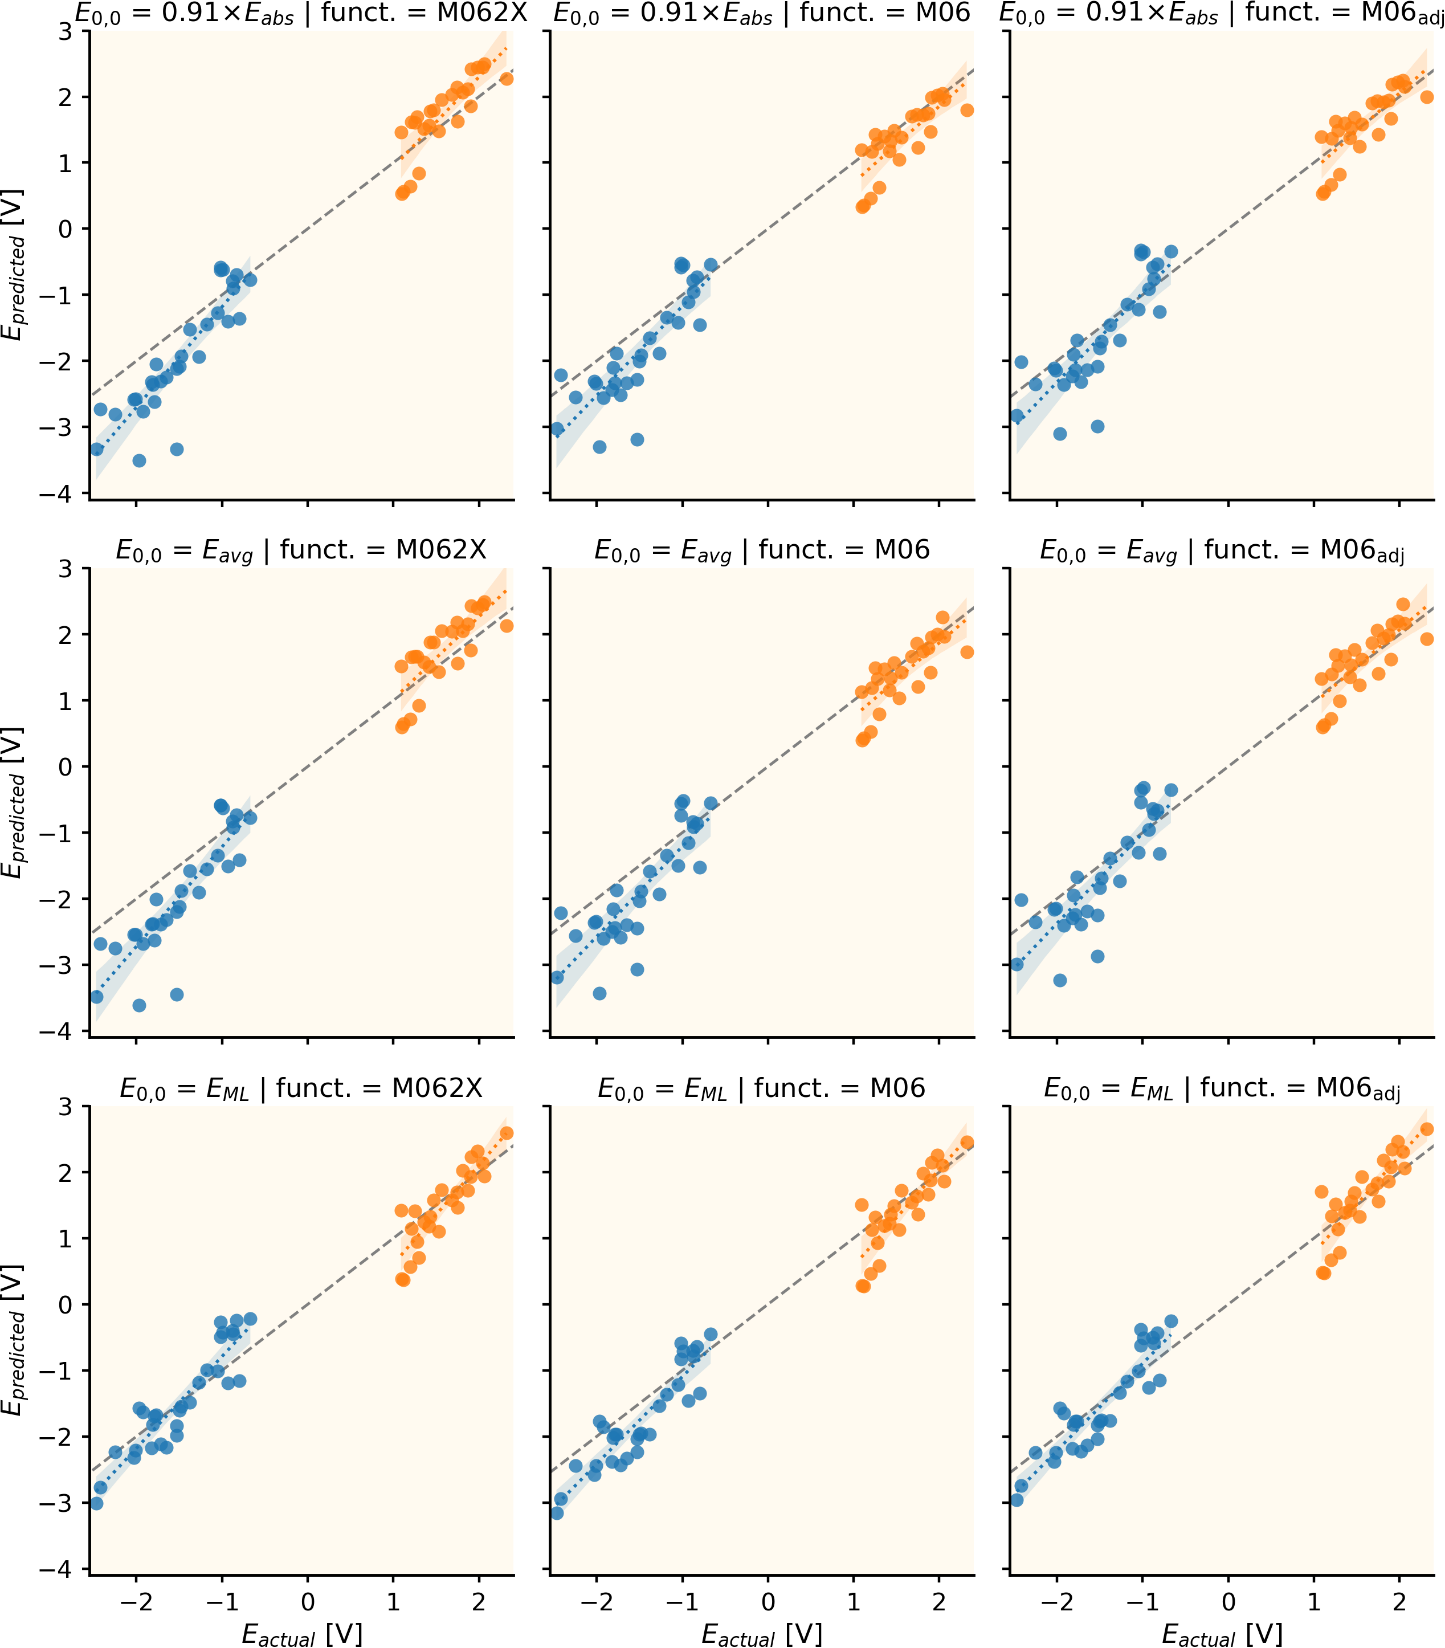 E0,0 = 0.91×Eabs | funct. = M062X
E0,0 = 0.91×Eabs | funct. = M06
E0,0 = 0.91×Eabs | funct. = M06adj
3
2
1
0
−1
−2
−3
−4
Epredicted [V]
E0,0 = Eavg | funct. = M062X
E0,0 = Eavg | funct. = M06
E0,0 = Eavg | funct. = M06adj
3
2
1
0
−1
−2
−3
−4
Epredicted [V]
E0,0 = EML | funct. = M062X
E0,0 = EML | funct. = M06
E0,0 = EML | funct. = M06adj
3
2
1
0
−1
−2
−3
−4
Epredicted [V]
−2 −1 0 1 2
−2 −1 0 1 2
−2 −1 0 1 2
Eactual [V]
Eactual [V]
Eactual [V]